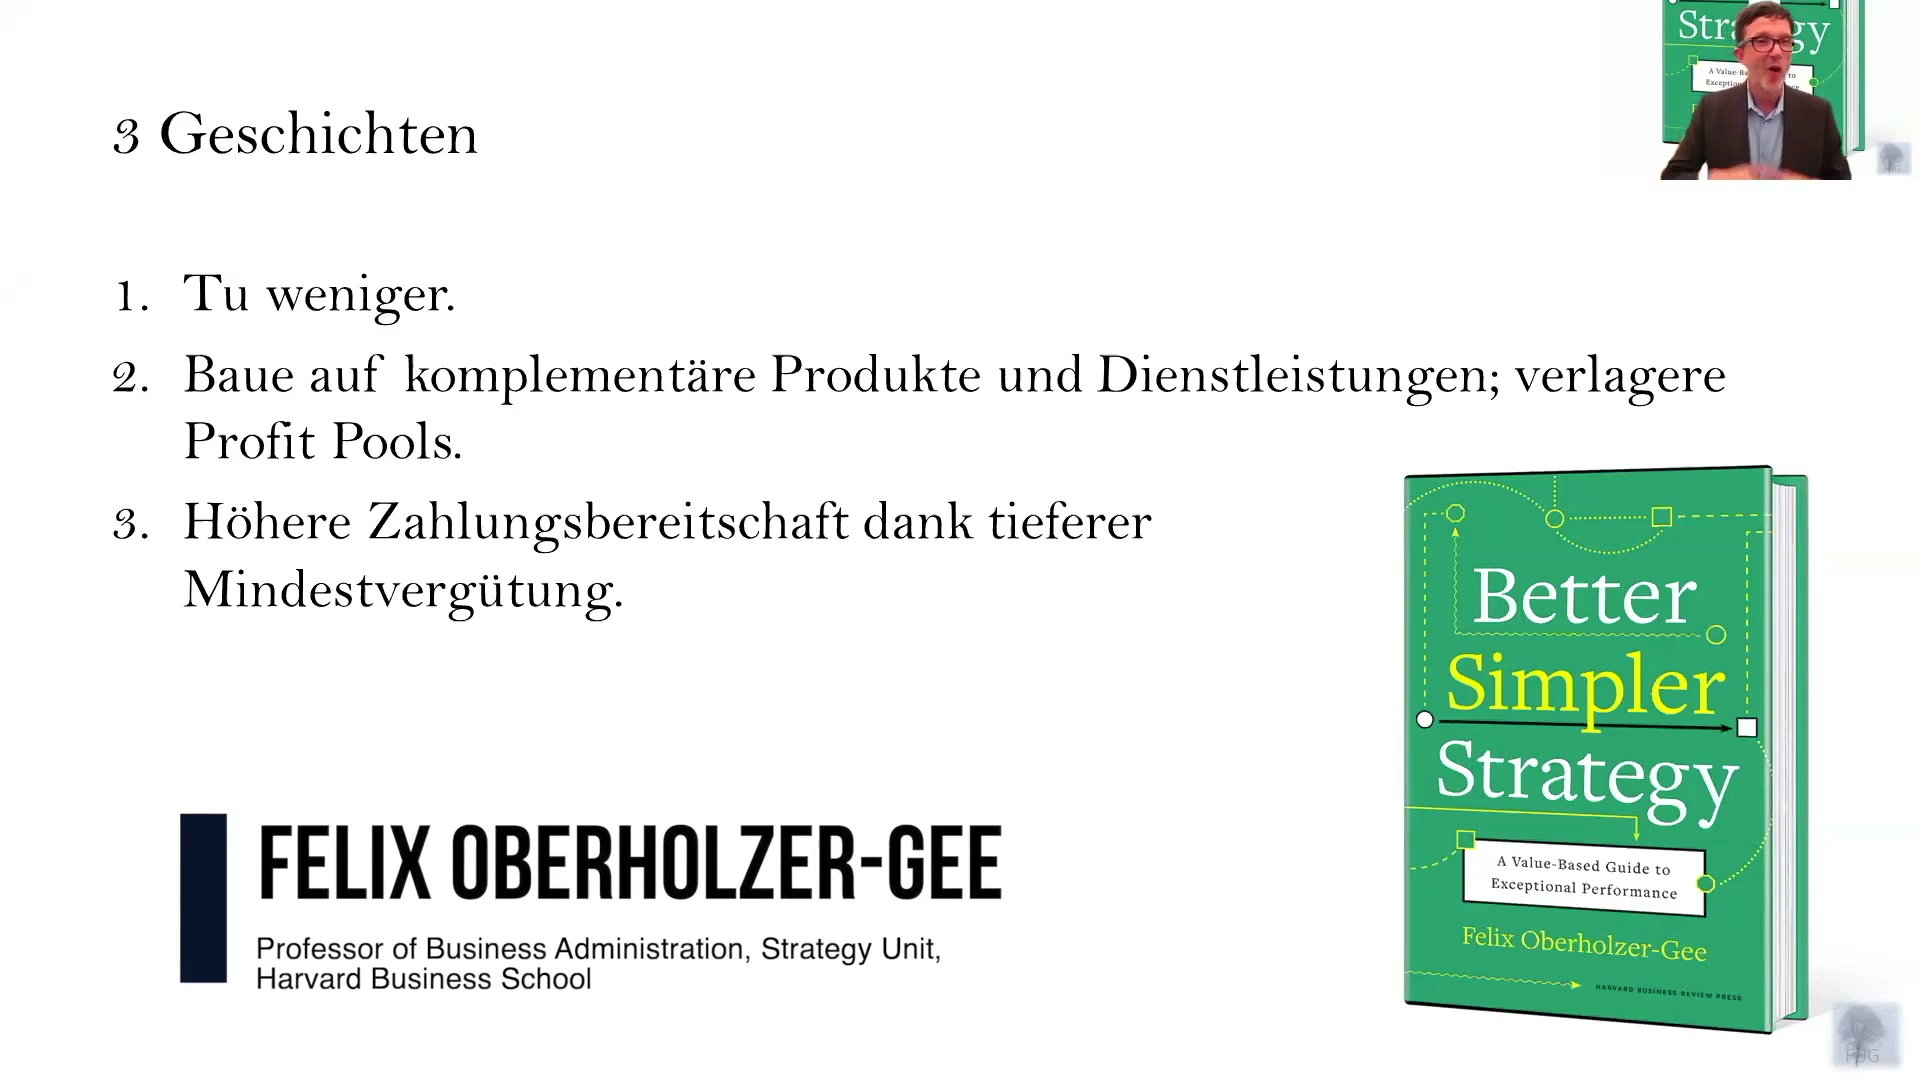 3 Geschichten
Strategy
1. Tu weniger.
2. Baue auf komplementäre Produkte und Dienstleistungen; verlagere
Profit Pools.
3. Höhere Zahlungsbereitschaft dank tieferer
Mindestvergütung.
Better
Simpler
Strategy
A Value-Based Guide to
Exceptional Performance
Felix Oberholzer-Gee
HARVARD BUSINESS REVIEW PRESS
FELIX OBERHOLZER-GEE
Professor of Business Administration, Strategy Unit,
Harvard Business School